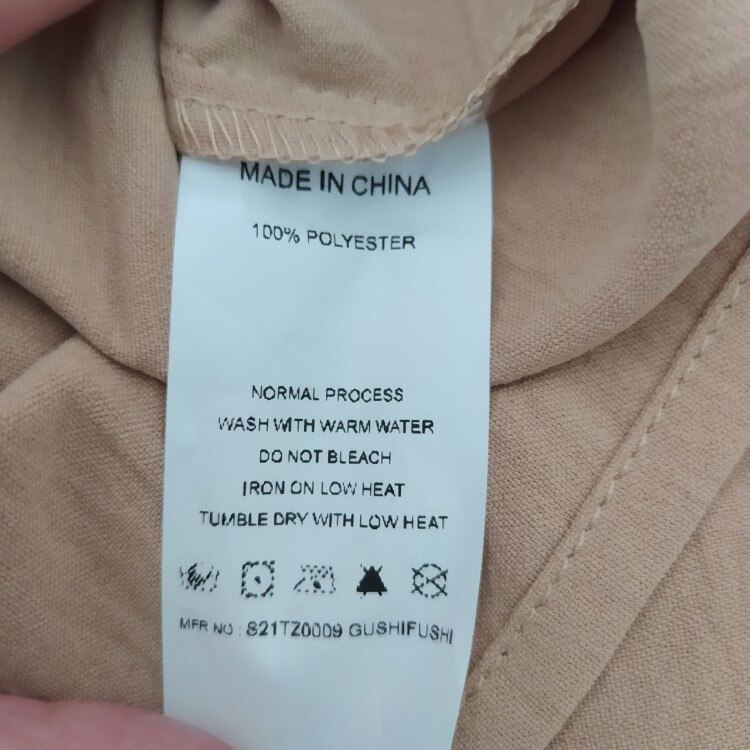 MADE IN CHINA
100% POLYESTER
NORMAL PROCESS
WASH WITH WARM WATER
DO NOT BLEACH
IRON ON LOW HEAT
TUMBLE DRY WITH LOW HEAT
MFR NO : S21TZ0009 GUSHIFUSHI